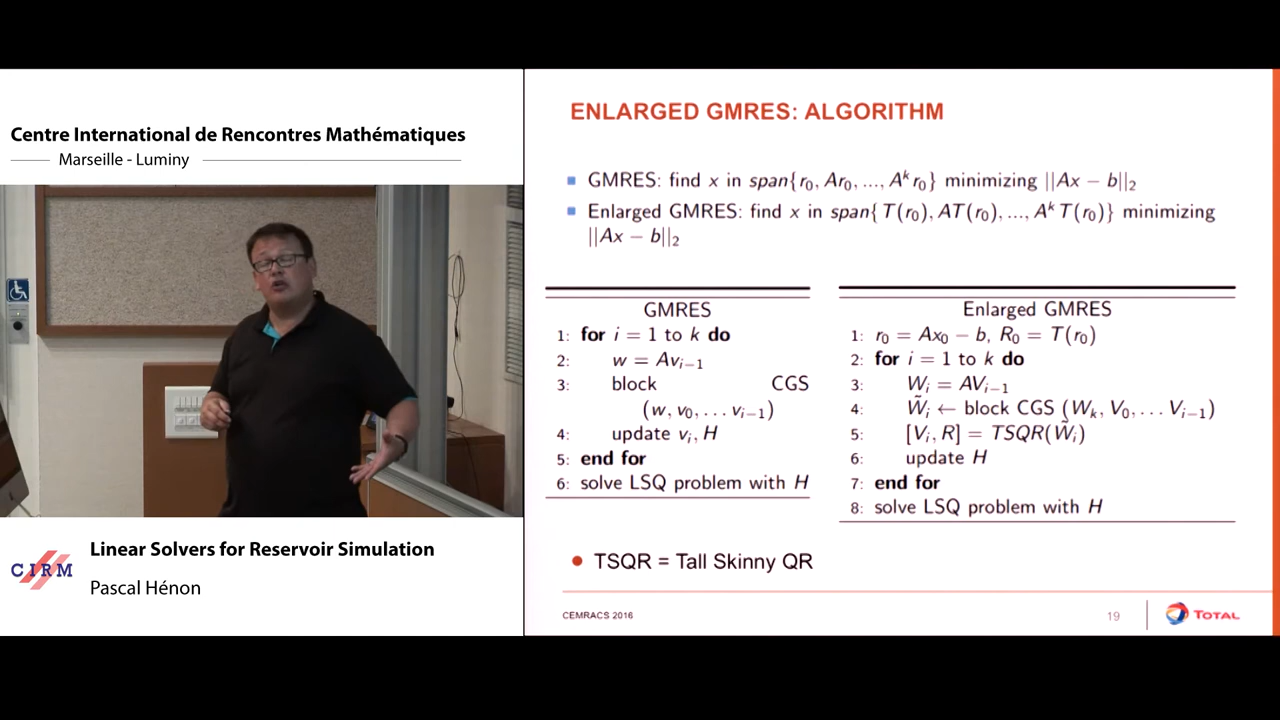 Centre International de Rencontres Mathématiques
Marseille - Luminy
Linear Solvers for Reservoir Simulation
CIRM
Pascal Hénon
ENLARGED GMRES: ALGORITHM
GMRES: find x in span{r₀, Ar₀, ..., Aᵏr₀} minimizing ||Ax − b||₂
Enlarged GMRES: find x in span{T(r₀), AT(r₀), ..., AᵏT(r₀)} minimizing
||Ax − b||₂
GMRES
1: for i = 1 to k do
2: w = Avᵢ₋₁
3: block CGS
(w, v₀, . . . vᵢ₋₁)
4: update vᵢ, H
5: end for
6: solve LSQ problem with H
Enlarged GMRES
1: r₀ = Ax₀ − b, R₀ = T(r₀)
2: for i = 1 to k do
3: Wᵢ = AVᵢ₋₁
4: W̃ᵢ ← block CGS (Wₖ, V₀, . . . Vᵢ₋₁)
5: [Vᵢ, R] = TSQR(W̃ᵢ)
6: update H
7: end for
8: solve LSQ problem with H
TSQR = Tall Skinny QR
CEMRACS 2016
19
TOTAL